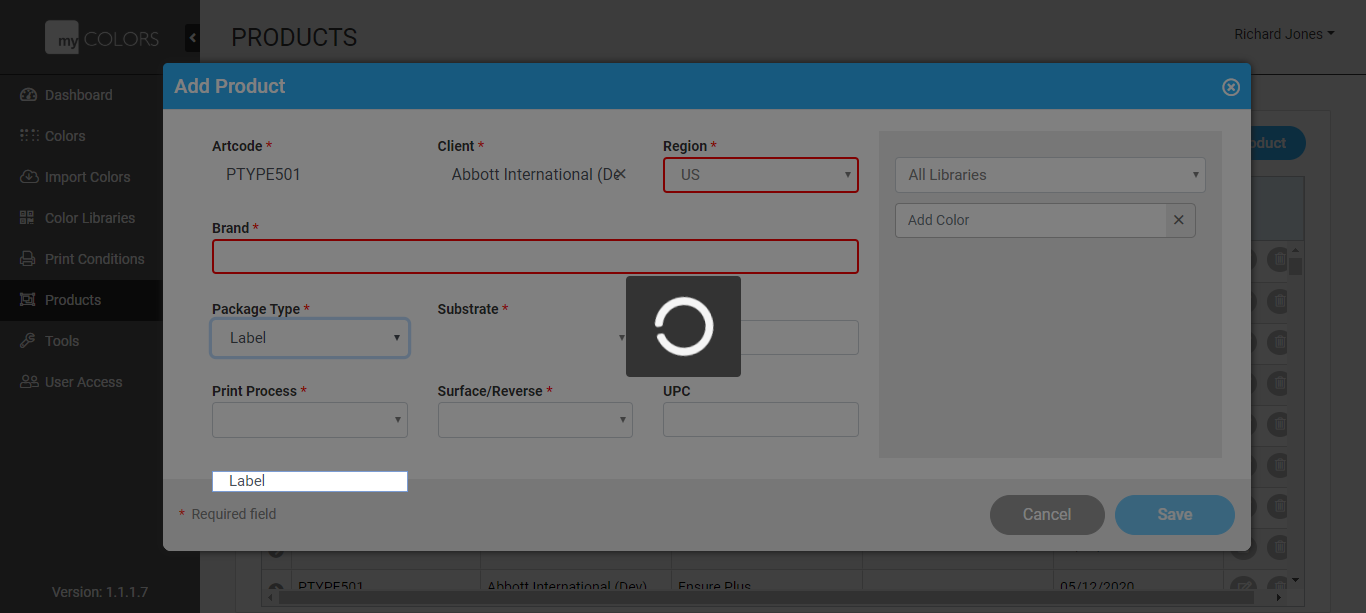 my COLORS
PRODUCTS
Richard Jones
Dashboard
Colors
Import Colors
Color Libraries
Print Conditions
Products
Tools
User Access
Version: 1.1.1.7
Add Product
Artcode *
PTYPE501
Client *
Abbott International (De
Region *
US
Brand *
Package Type *
Label
Substrate *
Print Process *
Surface/Reverse *
UPC
Label
All Libraries
Add Color
oduct
* Required field
Cancel
Save
PTYPE501 Abbott International (Dev) Ensure Plus 05/12/2020